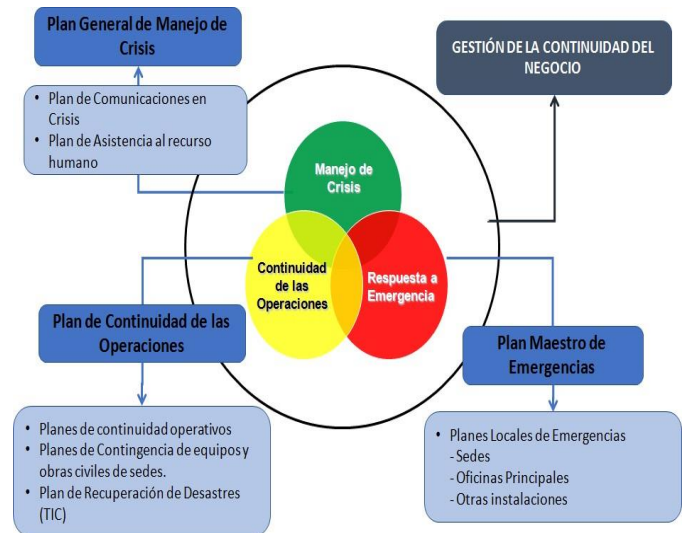 Plan General de Manejo de
Crisis
• Plan de Comunicaciones en
Crisis
• Plan de Asistencia al recurso
humano
GESTIÓN DE LA CONTINUIDAD DEL
NEGOCIO
Manejo de
Crisis
Continuidad
de las
Operaciones
Respuesta a
Emergencia
Plan de Continuidad de las
Operaciones
• Planes de continuidad operativos
• Planes de Contingencia de equipos y
obras civiles de sedes.
• Plan de Recuperación de Desastres
(TIC)
Plan Maestro de
Emergencias
• Planes Locales de Emergencias
- Sedes
- Oficinas Principales
- Otras instalaciones